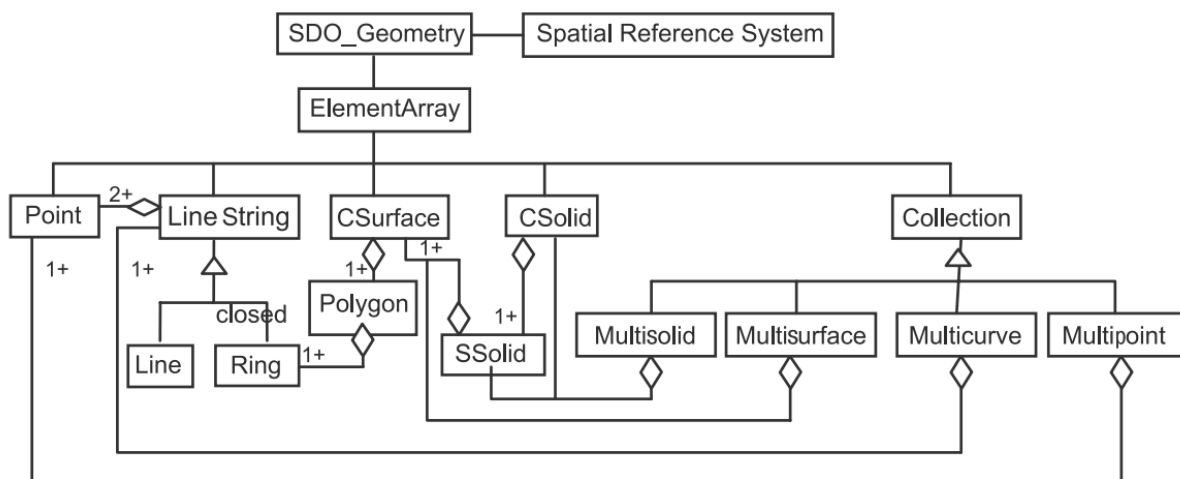 SDO_Geometry
Spatial Reference System
ElementArray
Point
2+
Line String
CSurface
CSolid
Collection
1+
1+
1+
1+
Polygon
closed
1+
Multisolid
Multisurface
Multicurve
Multipoint
Line
Ring
1+
SSolid